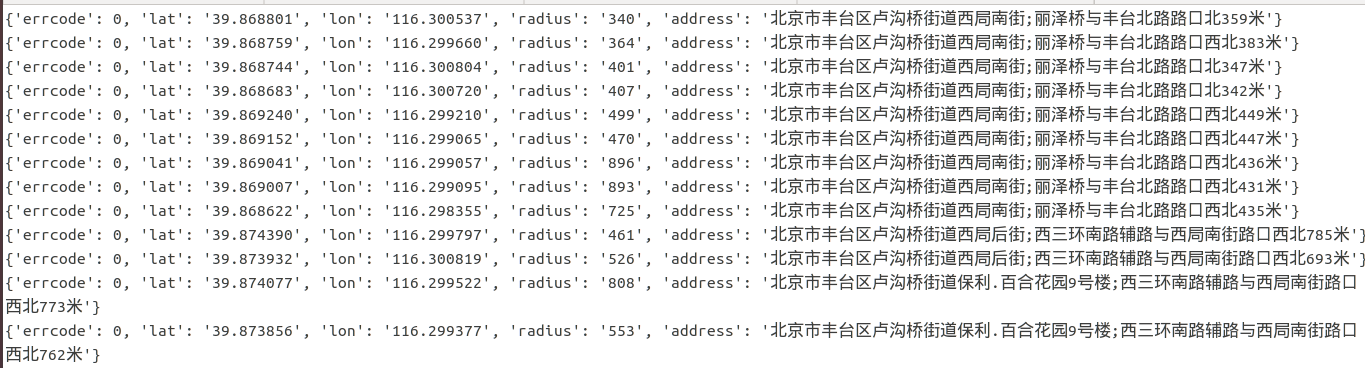 {'errcode': 0, 'lat': '39.868801', 'lon': '116.300537', 'radius': '340', 'address': '北京市丰台区卢沟桥街道西局南街;丽泽桥与丰台北路路口北359米'}
{'errcode': 0, 'lat': '39.868759', 'lon': '116.299660', 'radius': '364', 'address': '北京市丰台区卢沟桥街道西局南街;丽泽桥与丰台北路路口西北383米'}
{'errcode': 0, 'lat': '39.868744', 'lon': '116.300804', 'radius': '401', 'address': '北京市丰台区卢沟桥街道西局南街;丽泽桥与丰台北路路口北347米'}
{'errcode': 0, 'lat': '39.868683', 'lon': '116.300720', 'radius': '407', 'address': '北京市丰台区卢沟桥街道西局南街;丽泽桥与丰台北路路口北342米'}
{'errcode': 0, 'lat': '39.869240', 'lon': '116.299210', 'radius': '499', 'address': '北京市丰台区卢沟桥街道西局南街;丽泽桥与丰台北路路口西北449米'}
{'errcode': 0, 'lat': '39.869152', 'lon': '116.299065', 'radius': '470', 'address': '北京市丰台区卢沟桥街道西局南街;丽泽桥与丰台北路路口西北447米'}
{'errcode': 0, 'lat': '39.869041', 'lon': '116.299057', 'radius': '896', 'address': '北京市丰台区卢沟桥街道西局南街;丽泽桥与丰台北路路口西北436米'}
{'errcode': 0, 'lat': '39.869007', 'lon': '116.299095', 'radius': '893', 'address': '北京市丰台区卢沟桥街道西局南街;丽泽桥与丰台北路路口西北431米'}
{'errcode': 0, 'lat': '39.868622', 'lon': '116.298355', 'radius': '725', 'address': '北京市丰台区卢沟桥街道西局南街;丽泽桥与丰台北路路口西北435米'}
{'errcode': 0, 'lat': '39.874390', 'lon': '116.299797', 'radius': '461', 'address': '北京市丰台区卢沟桥街道西局后街;西三环南路辅路与西局南街路口西北785米'}
{'errcode': 0, 'lat': '39.873932', 'lon': '116.300819', 'radius': '526', 'address': '北京市丰台区卢沟桥街道西局后街;西三环南路辅路与西局南街路口西北693米'}
{'errcode': 0, 'lat': '39.874077', 'lon': '116.299522', 'radius': '808', 'address': '北京市丰台区卢沟桥街道保利.百合花园9号楼;西三环南路辅路与西局南街路口
西北773米'}
{'errcode': 0, 'lat': '39.873856', 'lon': '116.299377', 'radius': '553', 'address': '北京市丰台区卢沟桥街道保利.百合花园9号楼;西三环南路辅路与西局南街路口
西北762米'}